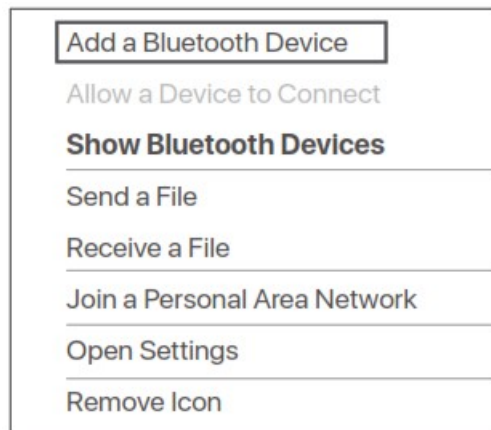 Add a Bluetooth Device
Allow a Device to Connect
Show Bluetooth Devices
Send a File
Receive a File
Join a Personal Area Network
Open Settings
Remove Icon